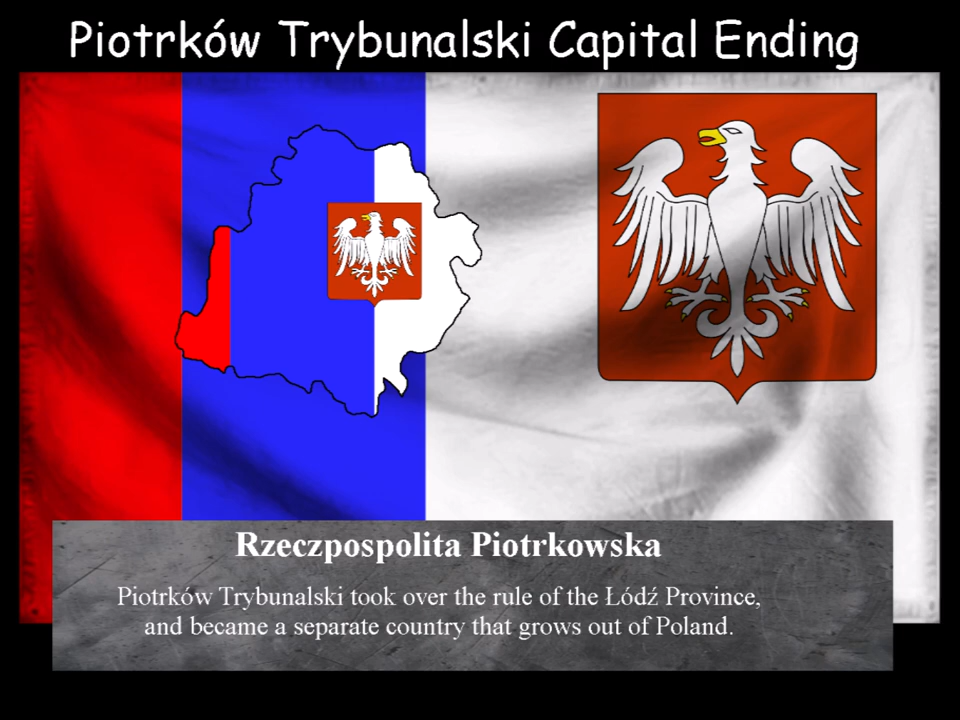 Piotrków Trybunalski Capital Ending
Rzeczpospolita Piotrkowska
Piotrków Trybunalski took over the rule of the Łódź Province,
and became a separate country that grows out of Poland.